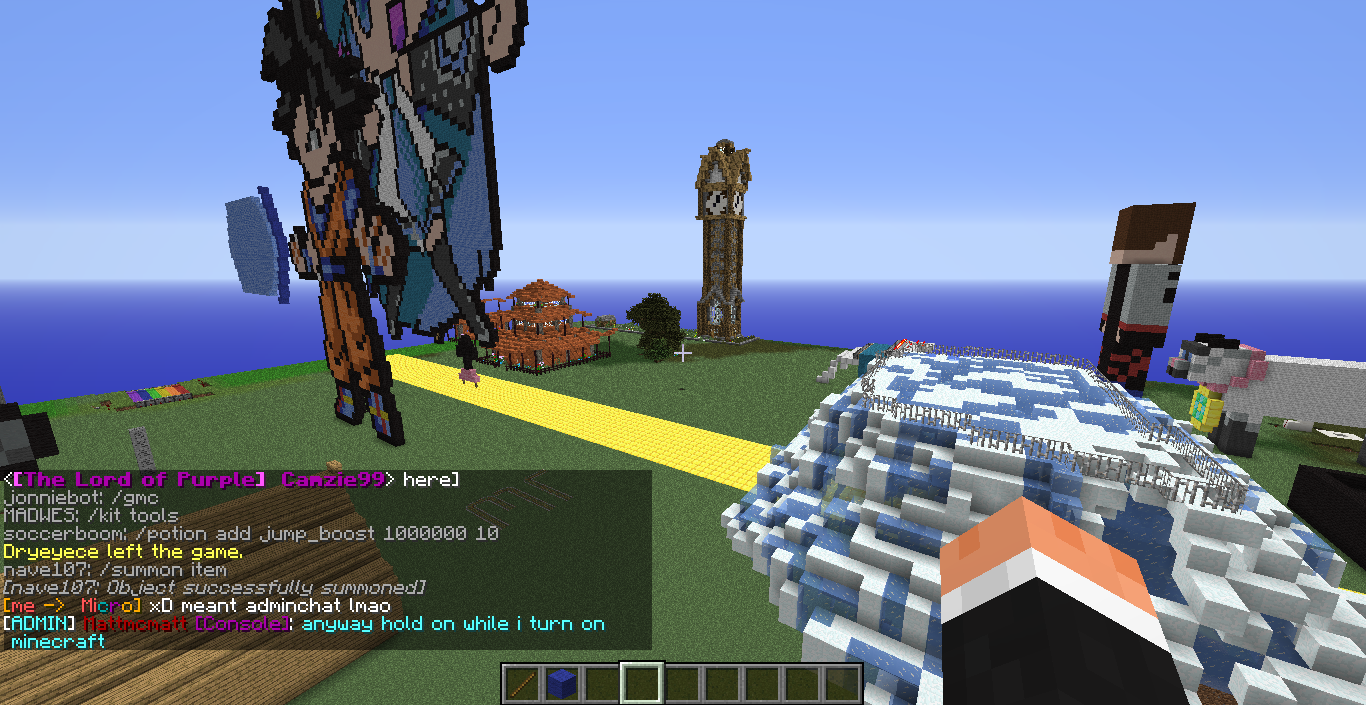 <[The Lord of Purple] Camzie99> here]
jonniebot: /gmc
MADWES: /kit tools
soccerboom: /potion add jump_boost 1000000 10
Dryeyece left the game.
nave107: /summon item
[nave107: Object successfully summoned]
[me -> Micro] xD meant adminchat lmao
[ADMIN] Mattmcmatt [Console]: anyway hold on while i turn on
minecraft